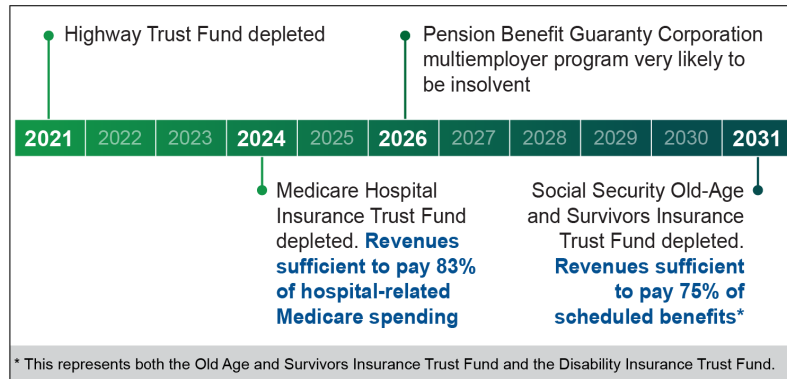 Highway Trust Fund depleted
Pension Benefit Guaranty Corporation
multiemployer program very likely to
be insolvent
2021 2022 2023 2024 2025 2026 2027 2028 2029 2030 2031
Medicare Hospital
Insurance Trust Fund
depleted. Revenues
sufficient to pay 83%
of hospital-related
Medicare spending
Social Security Old-Age
and Survivors Insurance
Trust Fund depleted.
Revenues sufficient
to pay 75% of
scheduled benefits*
* This represents both the Old Age and Survivors Insurance Trust Fund and the Disability Insurance Trust Fund.